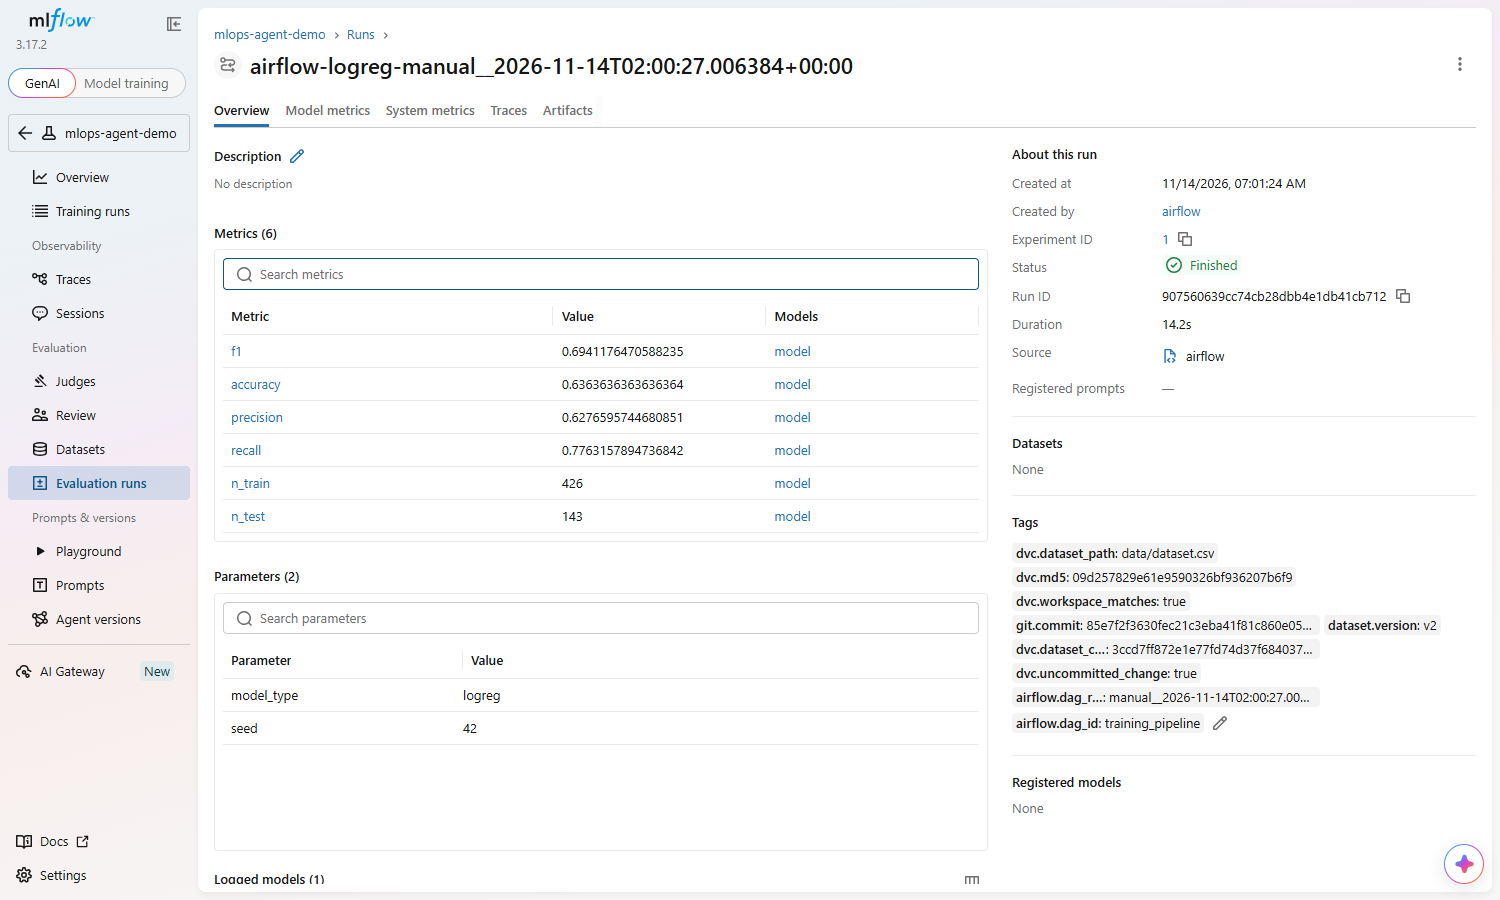 mlflow
3.17.2
GenAI
Model training
mlops-agent-demo
Overview
Training runs
Observability
Traces
Sessions
Evaluation
Judges
Review
Datasets
Evaluation runs
Prompts & versions
Playground
Prompts
Agent versions
AI Gateway
New
Docs
Settings
mlops-agent-demo > Runs >
airflow-logreg-manual__2026-11-14T02:00:27.006384+00:00
Overview Model metrics System metrics Traces Artifacts
Description
No description
Metrics (6)
Search metrics
Metric Value Models
f1 0.6941176470588235 model
accuracy 0.6363636363636364 model
precision 0.6276595744680851 model
recall 0.7763157894736842 model
n_train 426 model
n_test 143 model
Parameters (2)
Search parameters
Parameter Value
model_type logreg
seed 42
Logged models (1)
About this run
Created at 11/14/2026, 07:01:24 AM
Created by airflow
Experiment ID 1
Status Finished
Run ID 907560639cc74cb28dbb4e1db41cb712
Duration 14.2s
Source airflow
Registered prompts —
Datasets
None
Tags
dvc.dataset_path: data/dataset.csv
dvc.md5: 09d257829e61e9590326bf936207b6f9
dvc.workspace_matches: true
git.commit: 85e7f2f3630fec21c3eba41f81c860e05... dataset.version: v2
dvc.dataset_c...: 3ccd7ff872e1e77fd74d37f684037...
dvc.uncommitted_change: true
airflow.dag_r...: manual__2026-11-14T02:00:27.00...
airflow.dag_id: training_pipeline
Registered models
None